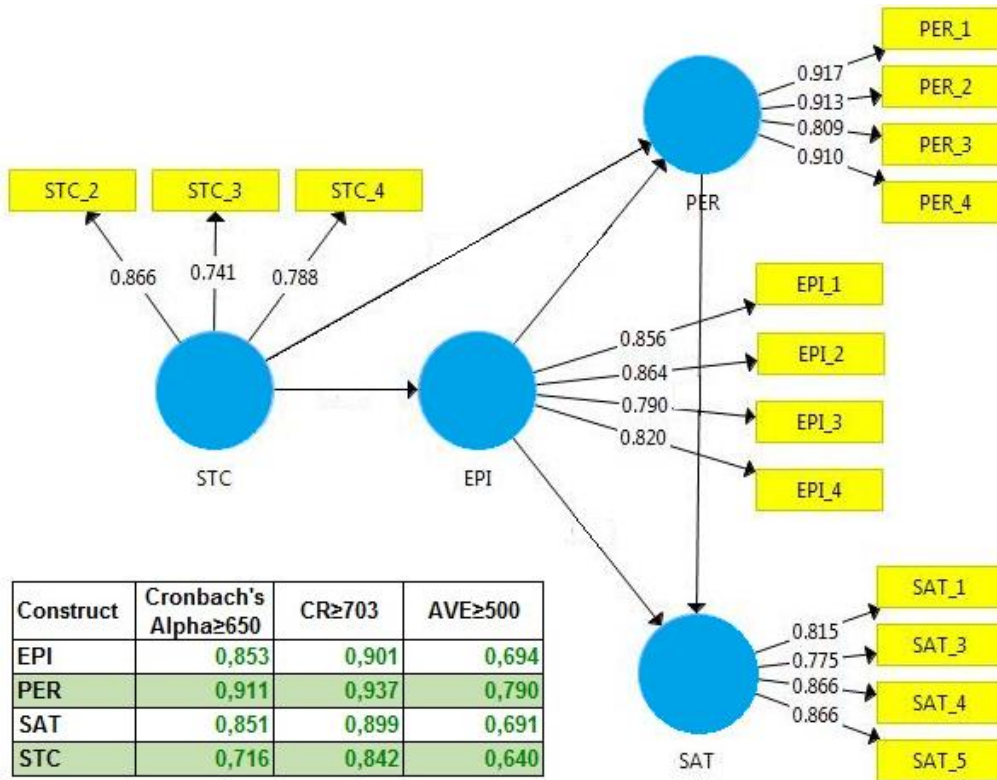 PER_1
0.917
PER_2
0.913
0.809
PER_3
0.910
PER_4
PER
STC_2
STC_3
STC_4
0.866
0.741
0.788
STC
EPI
EPI_1
0.856
EPI_2
0.864
0.790
EPI_3
0.820
EPI_4
Construct Cronbach's Alpha≥650 CR≥703 AVE≥500
EPI 0,853 0,901 0,694
PER 0,911 0,937 0,790
SAT 0,851 0,899 0,691
STC 0,716 0,842 0,640
SAT_1
0.815
SAT_3
0.775
0.866
SAT_4
0.866
SAT_5
SAT